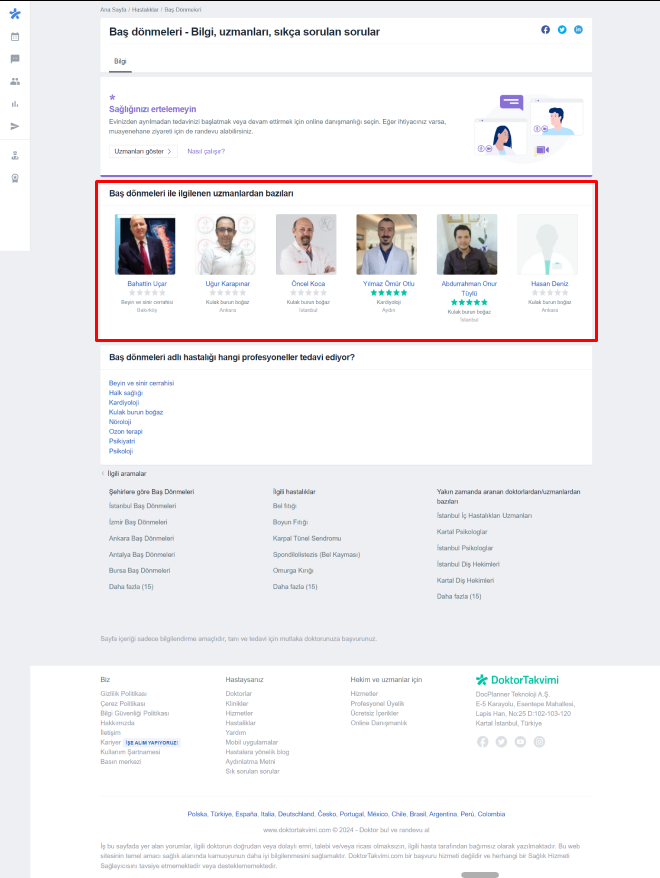 Ana Sayfa / Hastalıklar / Baş Dönmeleri
Baş dönmeleri - Bilgi, uzmanları, sıkça sorulan sorular
Bilgi
Sağlığınızı ertelemeyin
Evinizden ayrılmadan tedavinizi başlatmak veya devam ettirmek için online danışmanlığı seçin. Eğer ihtiyacınız varsa,
muayenehane ziyareti için de randevu alabilirsiniz.
Uzmanları göster
Nasıl çalışır?
Baş dönmeleri ile ilgilenen uzmanlardan bazıları
Bahattin Uçar
Beyin ve sinir cerrahisi
Bakırköy
Uğur Karapınar
Kulak burun boğaz
Ankara
Öncel Koca
Kulak burun boğaz
İstanbul
Yılmaz Ömür Otlu
Kardiyoloji
Aydın
Abdurrahman Onur
Tüylü
Kulak burun boğaz
İstanbul
Hasan Deniz
Kulak burun boğaz
Ankara
Baş dönmeleri adlı hastalığı hangi profesyoneller tedavi ediyor?
Beyin ve sinir cerrahisi
Halk sağlığı
Kardiyoloji
Kulak burun boğaz
Nöroloji
Ozon terapi
Psikiyatri
Psikoloji
İlgili aramalar
Şehirlere göre Baş Dönmeleri
İstanbul Baş Dönmeleri
İzmir Baş Dönmeleri
Ankara Baş Dönmeleri
Antalya Baş Dönmeleri
Bursa Baş Dönmeleri
Daha fazla (15)
İlgili hastalıklar
Bel fıtığı
Boyun Fıtığı
Karpal Tünel Sendromu
Spondilolistezis (Bel Kayması)
Omurga Kırığı
Daha fazla (15)
Yakın zamanda aranan doktorlardan/uzmanlardan
bazıları
İstanbul İç Hastalıkları Uzmanları
Kartal Psikologlar
İstanbul Psikologlar
İstanbul Diş Hekimleri
Kartal Diş Hekimleri
Daha fazla (15)
Sayfa içeriği sadece bilgilendirme amaçlıdır, tanı ve tedavi için mutlaka doktorunuza başvurunuz.
Biz
Gizlilik Politikası
Çerez Politikası
Bilgi Güvenliği Politikası
Hakkımızda
İletişim
Kariyer İŞE ALIM YAPIYORUZ!
Kullanım Şartnamesi
Basın merkezi
Hastaysanız
Doktorlar
Klinikler
Hizmetler
Hastalıklar
Yardım
Mobil uygulamalar
Hastalara yönelik blog
Aydınlatma Metni
Sık sorulan sorular
Hekim ve uzmanlar için
Hizmetler
Profesyonel Üyelik
Ücretsiz İçerikler
Online Danışmanlık
DoktorTakvimi
DocPlanner Teknoloji A.Ş.
E-5 Karayolu, Esentepe Mahallesi,
Lapis Han, No:25 D:102-103-120
Kartal İstanbul, Türkiye
Polska, Türkiye, España, Italia, Deutschland, Česko, Portugal, México, Chile, Brasil, Argentina, Perú, Colombia
www.doktortakvimi.com © 2024 - Doktor bul ve randevu al
İş bu sayfada yer alan yorumlar, ilgili doktorun doğrudan veya dolaylı emri, talebi ve/veya ricası olmaksızın, ilgili hasta tarafından bağımsız olarak yazılmaktadır. Bu web
sitesinin temel amacı sağlık alanında kamuoyunun daha iyi bilgilenmesini sağlamaktır. DoktorTakvimi.com bir başvuru hizmeti değildir ve herhangi bir Sağlık Hizmeti
Sağlayıcısını tavsiye etmemektedir veya desteklememektedir.